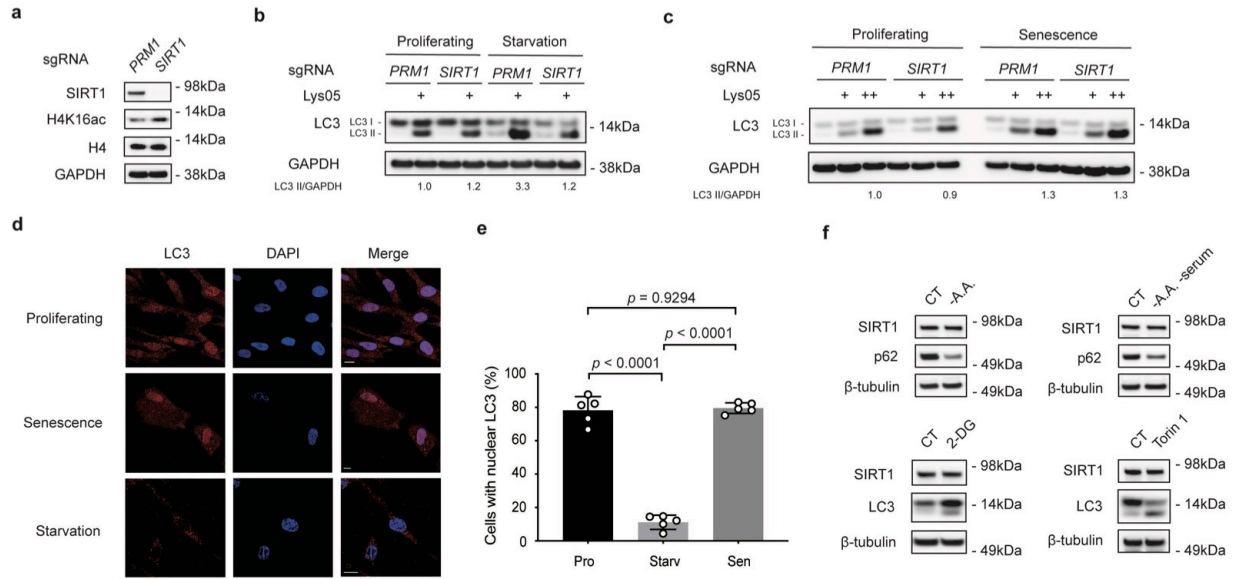 a
sgRNA
PRM1
SIRT1
SIRT1
- 98kDa
H4K16ac
- 14kDa
H4
- 14kDa
GAPDH
- 38kDa
b
Proliferating Starvation
sgRNA PRM1 SIRT1 PRM1 SIRT1
Lys05 + + + +
LC3
LC3 I -
LC3 II -
- 14kDa
GAPDH
- 38kDa
LC3 II/GAPDH 1.0 1.2 3.3 1.2
c
Proliferating Senescence
sgRNA PRM1 SIRT1 PRM1 SIRT1
Lys05 + ++ + ++ + ++ + ++
LC3
LC3 I -
LC3 II -
- 14kDa
GAPDH
- 38kDa
LC3 II/GAPDH 1.0 0.9 1.3 1.3
d
LC3 DAPI Merge
Proliferating
Senescence
Starvation
e
p = 0.9294
p < 0.0001
p < 0.0001
Cells with nuclear LC3 (%)
100
80
60
40
20
0
Pro Starv Sen
f
CT -A.A.
SIRT1 - 98kDa
p62 - 49kDa
β-tubulin - 49kDa
CT -A.A. -serum
SIRT1 - 98kDa
p62 - 49kDa
β-tubulin - 49kDa
CT 2-DG
SIRT1 - 98kDa
LC3 - 14kDa
β-tubulin - 49kDa
CT Torin 1
SIRT1 - 98kDa
LC3 - 14kDa
β-tubulin - 49kDa